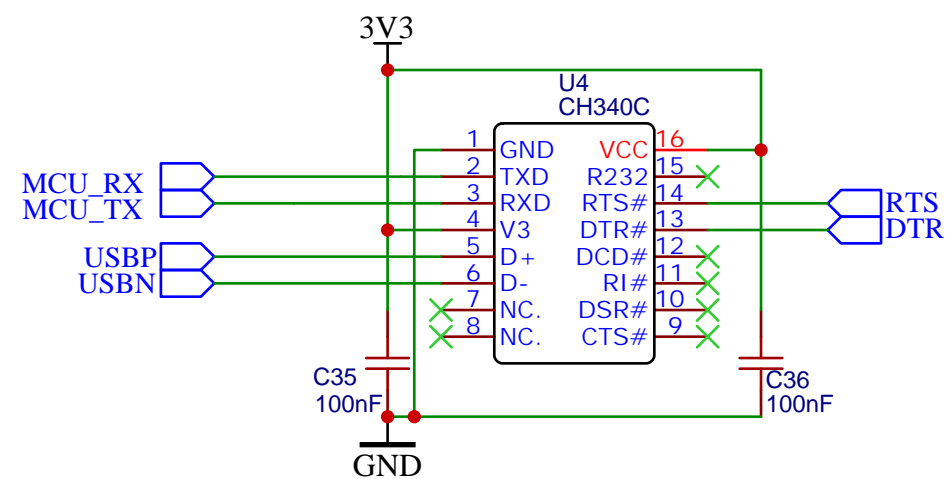 3V3
U4
CH340C
1 GND VCC 16
2 TXD R232 15
3 RXD RTS# 14
4 V3 DTR# 13
5 D+ DCD# 12
6 D- RI# 11
7 NC. DSR# 10
8 NC. CTS# 9
MCU_RX
MCU_TX
USBP
USBN
RTS
DTR
C35
100nF
C36
100nF
GND